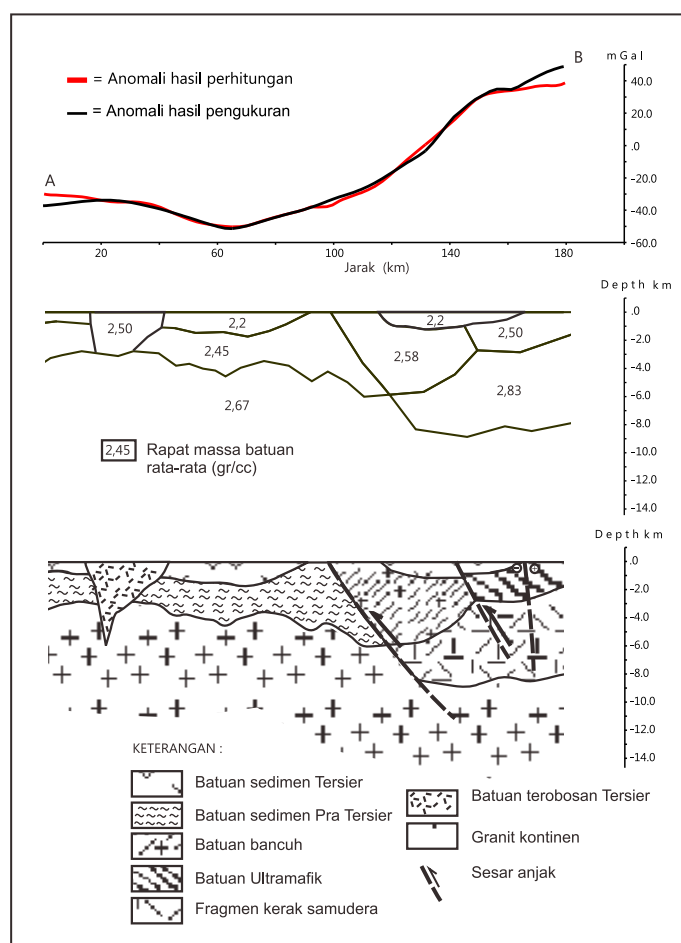 B
mGal
= Anomali hasil perhitungan
= Anomali hasil pengukuran
A
40.0
20.0
.0
-20.0
-40.0
-60.0
20
60
100
140
180
Jarak (km)
Depth km
2,50
2,2
2,45
2,67
2,58
2,2
2,50
2,83
.0
-2.0
-4.0
-6.0
-8.0
-10.0
-12.0
-14.0
2,45
Rapat massa batuan
rata-rata (gr/cc)
Depth km
.0
-2.0
-4.0
-6.0
-8.0
-10.0
-12.0
-14.0
KETERANGAN :
Batuan sedimen Tersier
Batuan sedimen Pra Tersier
Batuan bancuh
Batuan Ultramafik
Fragmen kerak samudera
Batuan terobosan Tersier
Granit kontinen
Sesar anjak